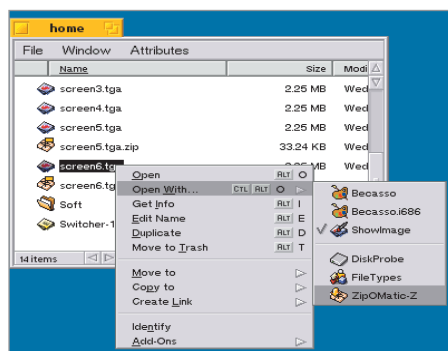 home
File Window Attributes
Name Size Modi
screen3.tga 2.25 MB Wed
screen4.tga 2.25 MB Wed
screen5.tga 2.25 MB Wed
screen5.tga.zip 33.24 KB Wed
screen6.tga 2.25 MB Wed
screen6.
Soft
Switcher-1
14 items
Open ALT O
Open With... CTL ALT O
Get Info ALT I
Edit Name ALT E
Duplicate ALT D
Move to Trash ALT T
Move to
Copy to
Create Link
Identify
Add-Ons
Becasso
Becasso.i686
ShowImage
DiskProbe
FileTypes
ZipOMatic-Z